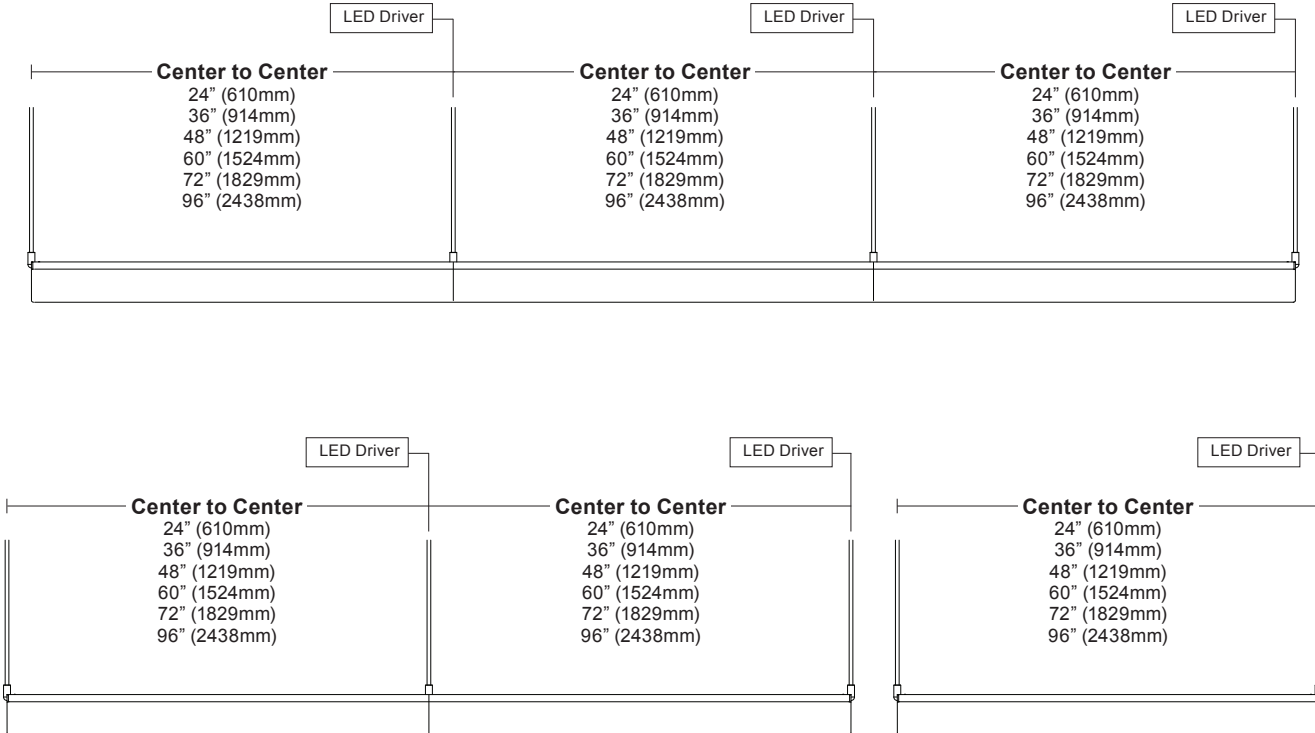 LED Driver
LED Driver
LED Driver
Center to Center
24” (610mm)
36” (914mm)
48” (1219mm)
60” (1524mm)
72” (1829mm)
96” (2438mm)
Center to Center
24” (610mm)
36” (914mm)
48” (1219mm)
60” (1524mm)
72” (1829mm)
96” (2438mm)
Center to Center
24” (610mm)
36” (914mm)
48” (1219mm)
60” (1524mm)
72” (1829mm)
96” (2438mm)
LED Driver
LED Driver
LED Driver
Center to Center
24” (610mm)
36” (914mm)
48” (1219mm)
60” (1524mm)
72” (1829mm)
96” (2438mm)
Center to Center
24” (610mm)
36” (914mm)
48” (1219mm)
60” (1524mm)
72” (1829mm)
96” (2438mm)
Center to Center
24” (610mm)
36” (914mm)
48” (1219mm)
60” (1524mm)
72” (1829mm)
96” (2438mm)